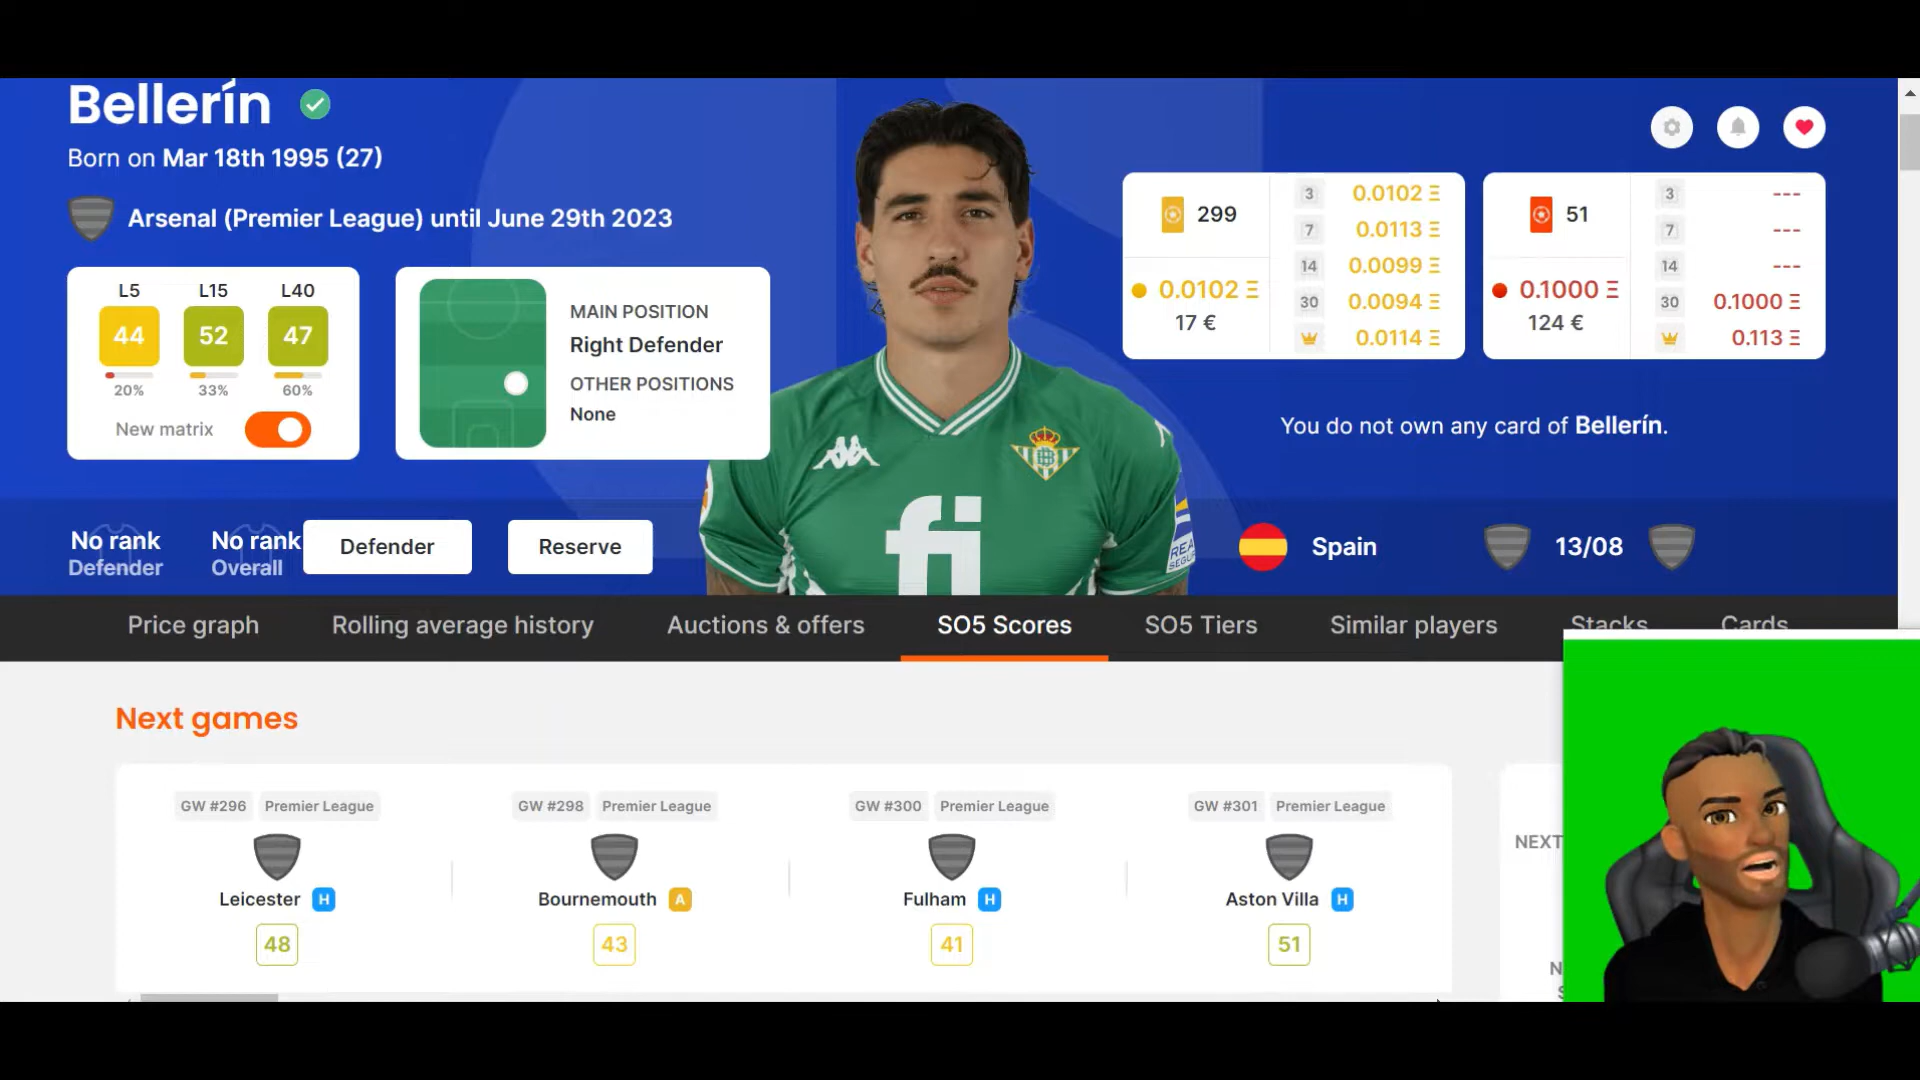 Bellerín
Born on Mar 18th 1995 (27)
Arsenal (Premier League) until June 29th 2023
L5 L15 L40
44 52 47
20% 33% 60%
New matrix
MAIN POSITION
Right Defender
OTHER POSITIONS
None
299
0.0102 Ξ
17 €
3 0.0102 Ξ
7 0.0113 Ξ
14 0.0099 Ξ
30 0.0094 Ξ
0.0114 Ξ
51
0.1000 Ξ
124 €
3 ---
7 ---
14 ---
30 0.1000 Ξ
0.113 Ξ
You do not own any card of Bellerín.
fi
REA
SEGUR
No rank
Defender
No rank
Overall
Defender
Reserve
Spain
13/08
Price graph Rolling average history Auctions & offers SO5 Scores SO5 Tiers Similar players Stacks Cards
Next games
GW #296 Premier League
Leicester H
48
GW #298 Premier League
Bournemouth A
43
GW #300 Premier League
Fulham H
41
GW #301 Premier League
Aston Villa H
51
NEXT
N